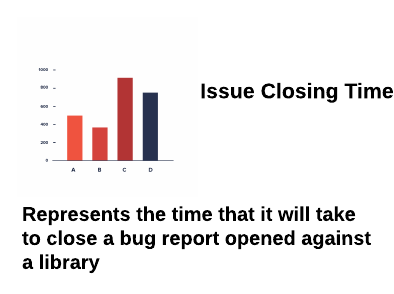 1000
800
600
400
200
0
A B C D
Issue Closing Time
Represents the time that it will take
to close a bug report opened against
a library